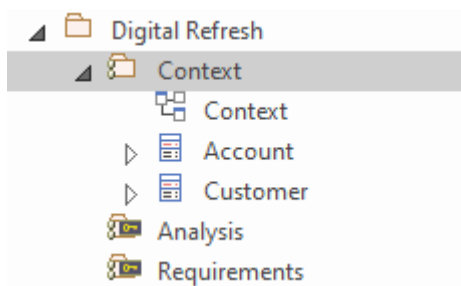 Digital Refresh
Context
Context
Account
Customer
Analysis
Requirements